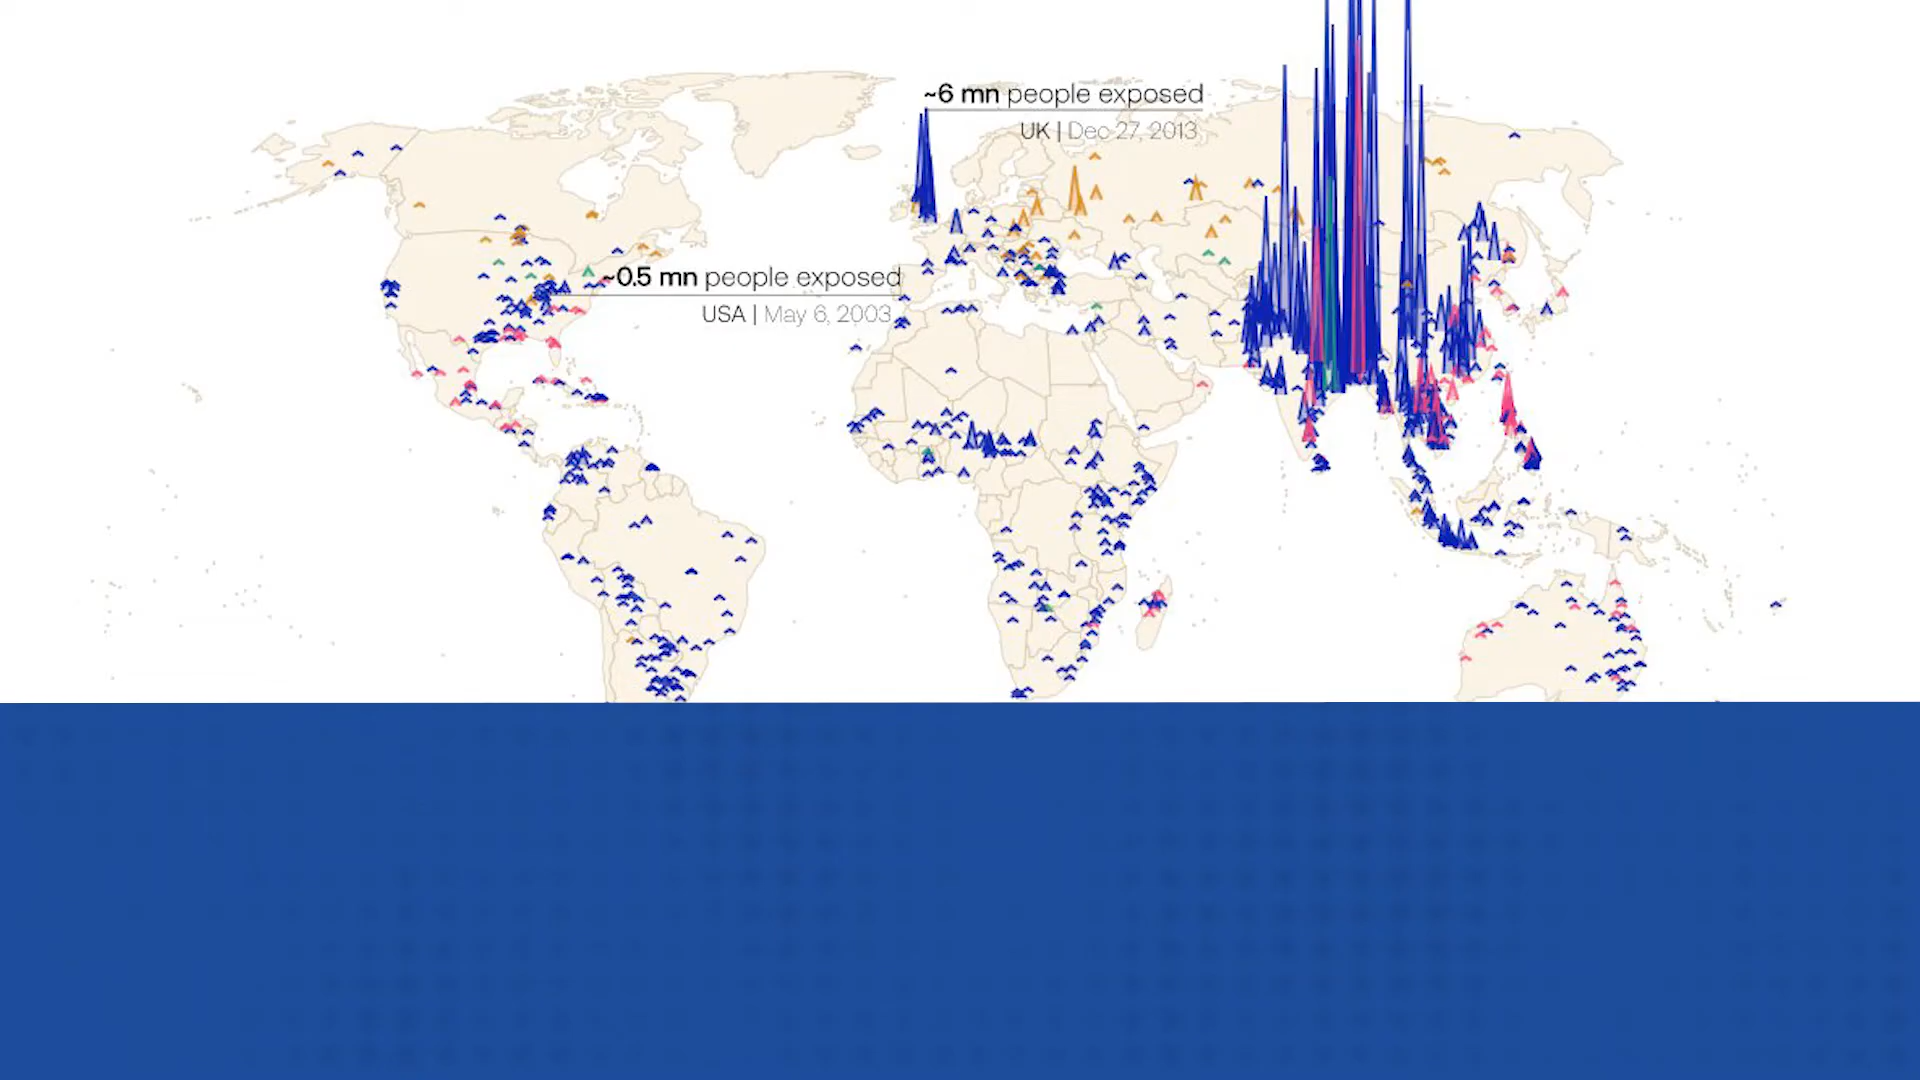 ~6 mn people exposed
UK | Dec 27, 2013
~0.5 mn people exposed
USA | May 6, 2003